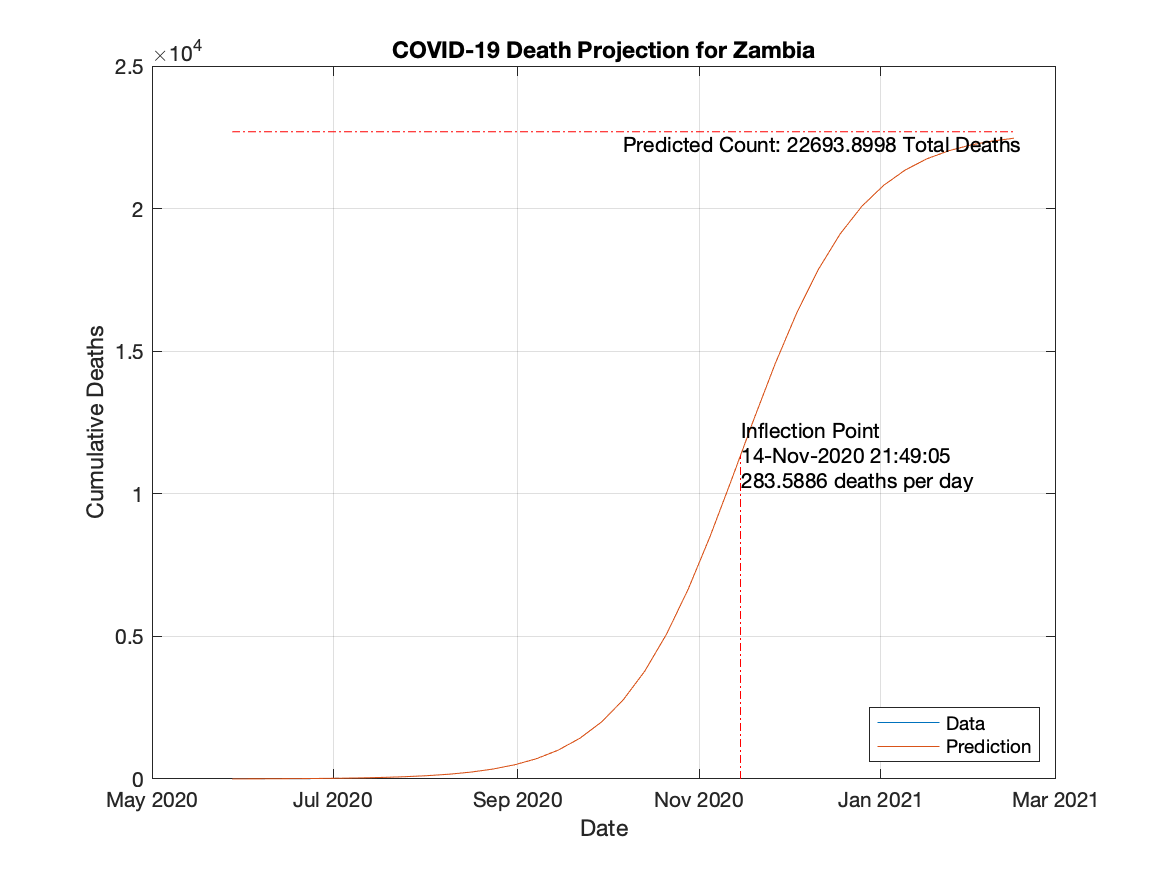 COVID-19 Death Projection for Zambia
×10⁴
2.5
Predicted Count: 22693.8998 Total Deaths
2
1.5
Inflection Point
14-Nov-2020 21:49:05
283.5886 deaths per day
1
0.5
0
Cumulative Deaths
Data
Prediction
May 2020 Jul 2020 Sep 2020 Nov 2020 Jan 2021 Mar 2021
Date